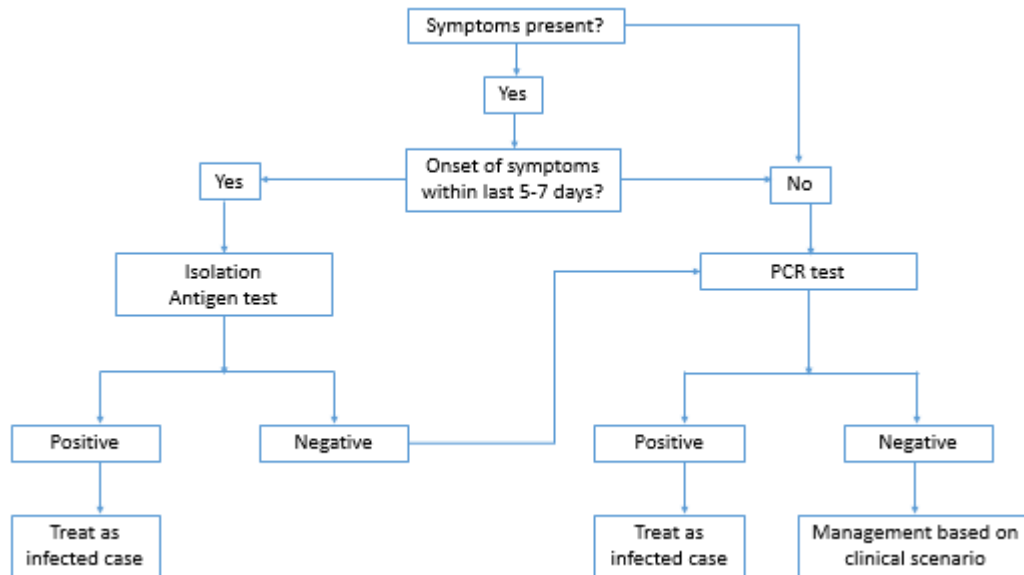 Symptoms present?
Yes
Onset of symptoms
within last 5-7 days?
Yes
No
Isolation
Antigen test
PCR test
Positive
Negative
Positive
Negative
Treat as
infected case
Treat as
infected case
Management based on
clinical scenario